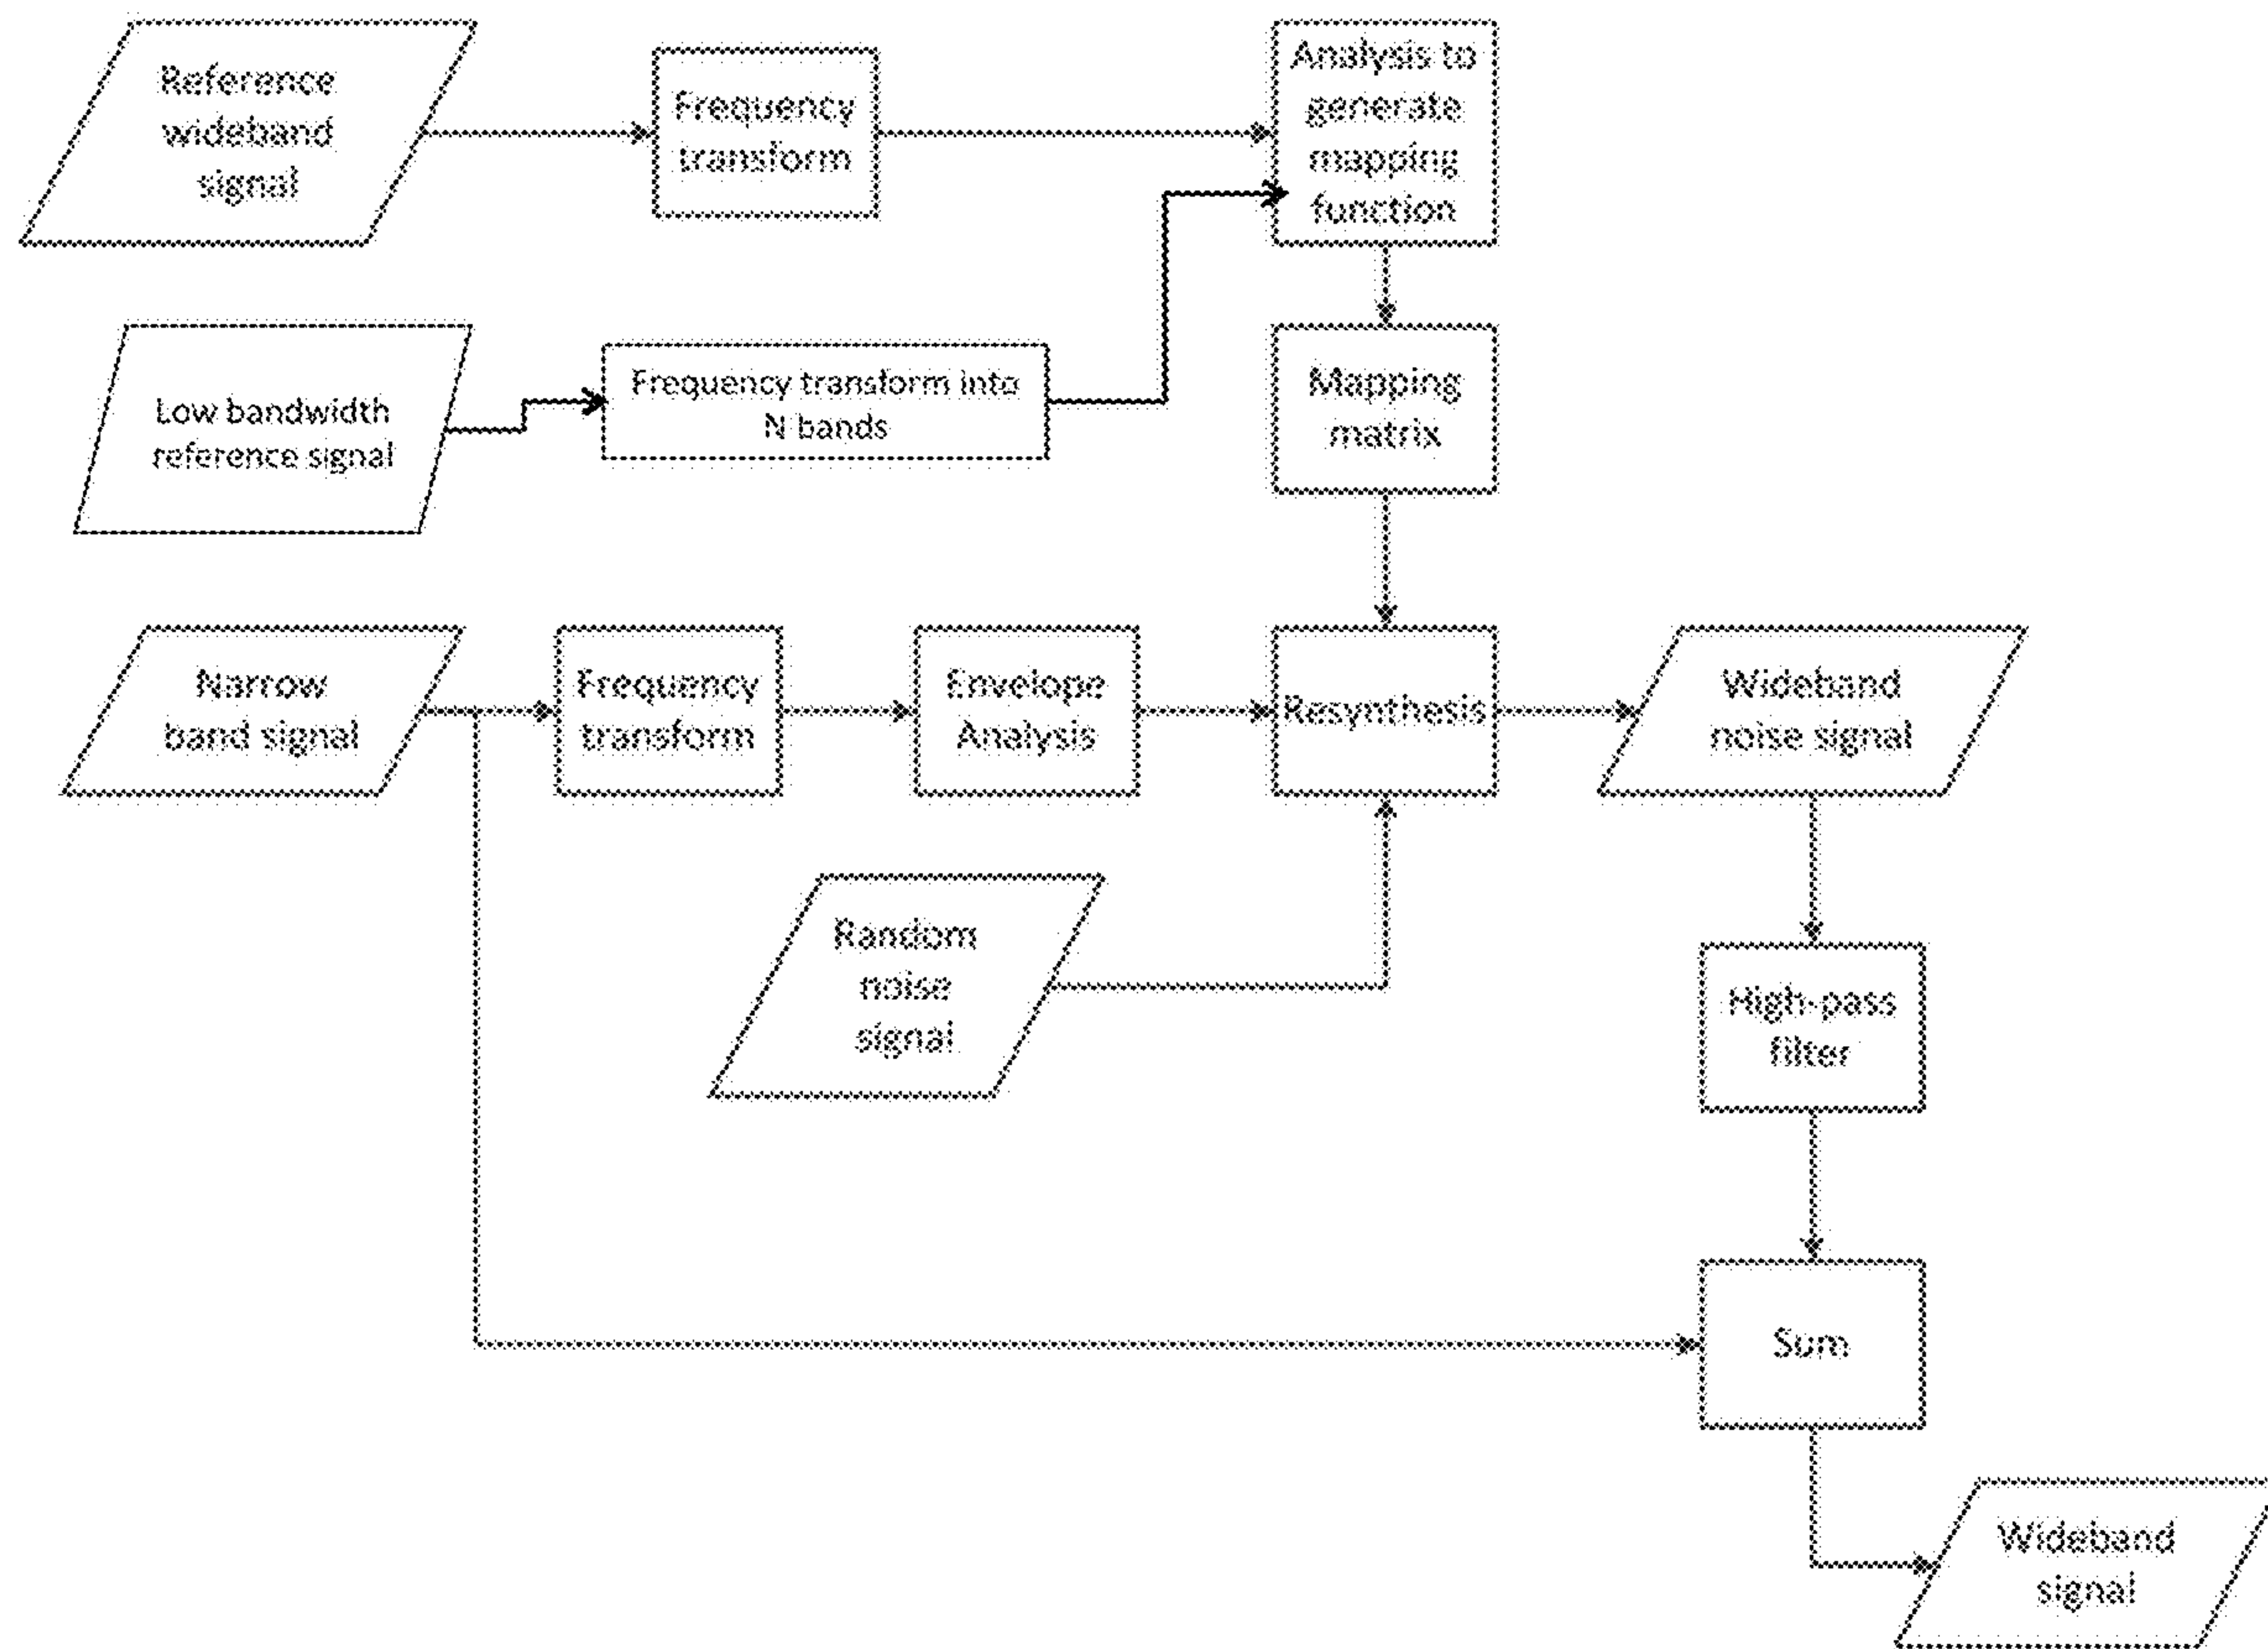 Reference
wideband
signal
Frequency
transform
Analysis to
generate
mapping
function
Low bandwidth
reference signal
Frequency transform into
N bands
Mapping
matrix
Narrow
band signal
Frequency
transform
Envelope
Analysis
Resynthesis
Wideband
noise signal
Random
noise
signal
High-pass
filter
Sum
Wideband
signal